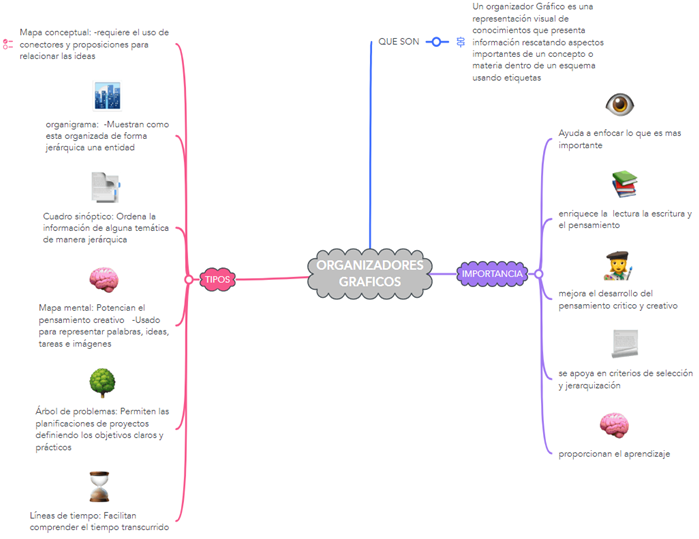 Mapa conceptual: -requiere el uso de
conectores y proposiciones para
relacionar las ideas
organigrama:  -Muestran como
esta organizada de forma
jerárquica una entidad
Cuadro sinóptico: Ordena la
información de alguna temática
de manera jerárquica
Mapa mental: Potencian el
pensamiento creativo   -Usado
para representar palabras, ideas,
tareas e imágenes
Árbol de problemas: Permiten las
planificaciones de proyectos
definiendo los objetivos claros y
prácticos
Líneas de tiempo: Facilitan
comprender el tiempo transcurrido
TIPOS
ORGANIZADORES
GRAFICOS
QUE SON
Un organizador Gráfico es una
representación visual de
conocimientos que presenta
información rescatando aspectos
importantes de un concepto o
materia dentro de un esquema
usando etiquetas
IMPORTANCIA
Ayuda a enfocar lo que es mas
importante
enriquece la  lectura la escritura y
el pensamiento
mejora el desarrollo del
pensamiento critico y creativo
se apoya en criterios de selección
y jerarquización
proporcionan el aprendizaje